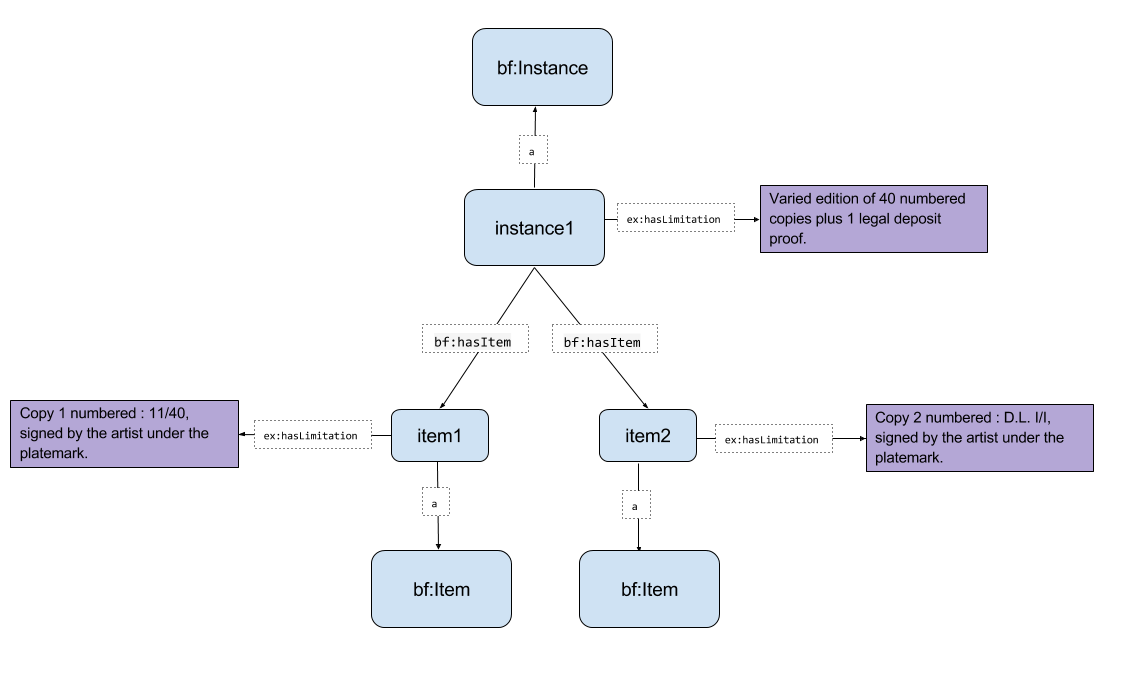 bf:Instance
a
instance1
ex:hasLimitation
Varied edition of 40 numbered
copies plus 1 legal deposit
proof.
bf:hasItem
bf:hasItem
Copy 1 numbered : 11/40,
signed by the artist under the
platemark.
ex:hasLimitation
item1
item2
ex:hasLimitation
Copy 2 numbered : D.L. I/I,
signed by the artist under the
platemark.
a
a
bf:Item
bf:Item